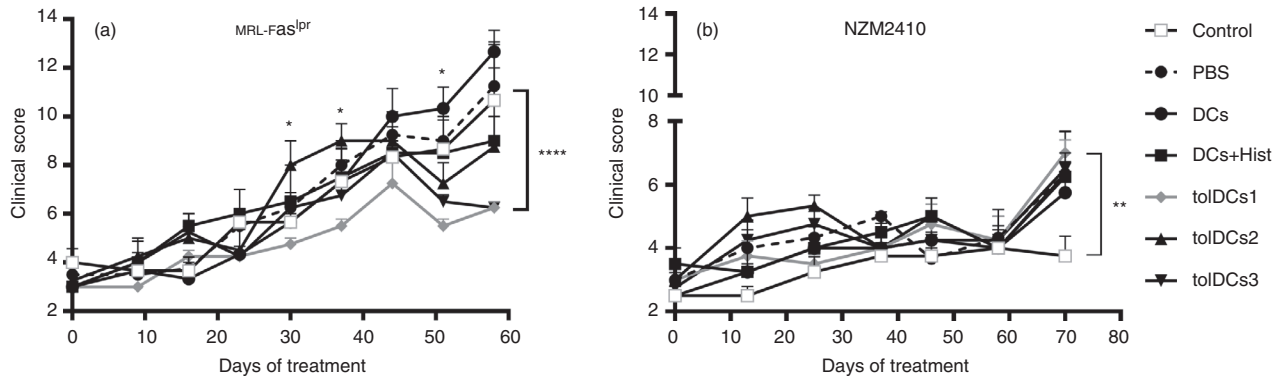 (a)
MRL-Fas^lpr
14
12
10
8
6
4
2
Clinical score
*
*
*
****
0 10 20 30 40 50 60
Days of treatment
(b)
NZM2410
14
12
10
8
6
4
2
Clinical score
**
0 10 20 30 40 50 60 70 80
Days of treatment
Control
PBS
DCs
DCs+Hist
tolDCs1
tolDCs2
tolDCs3